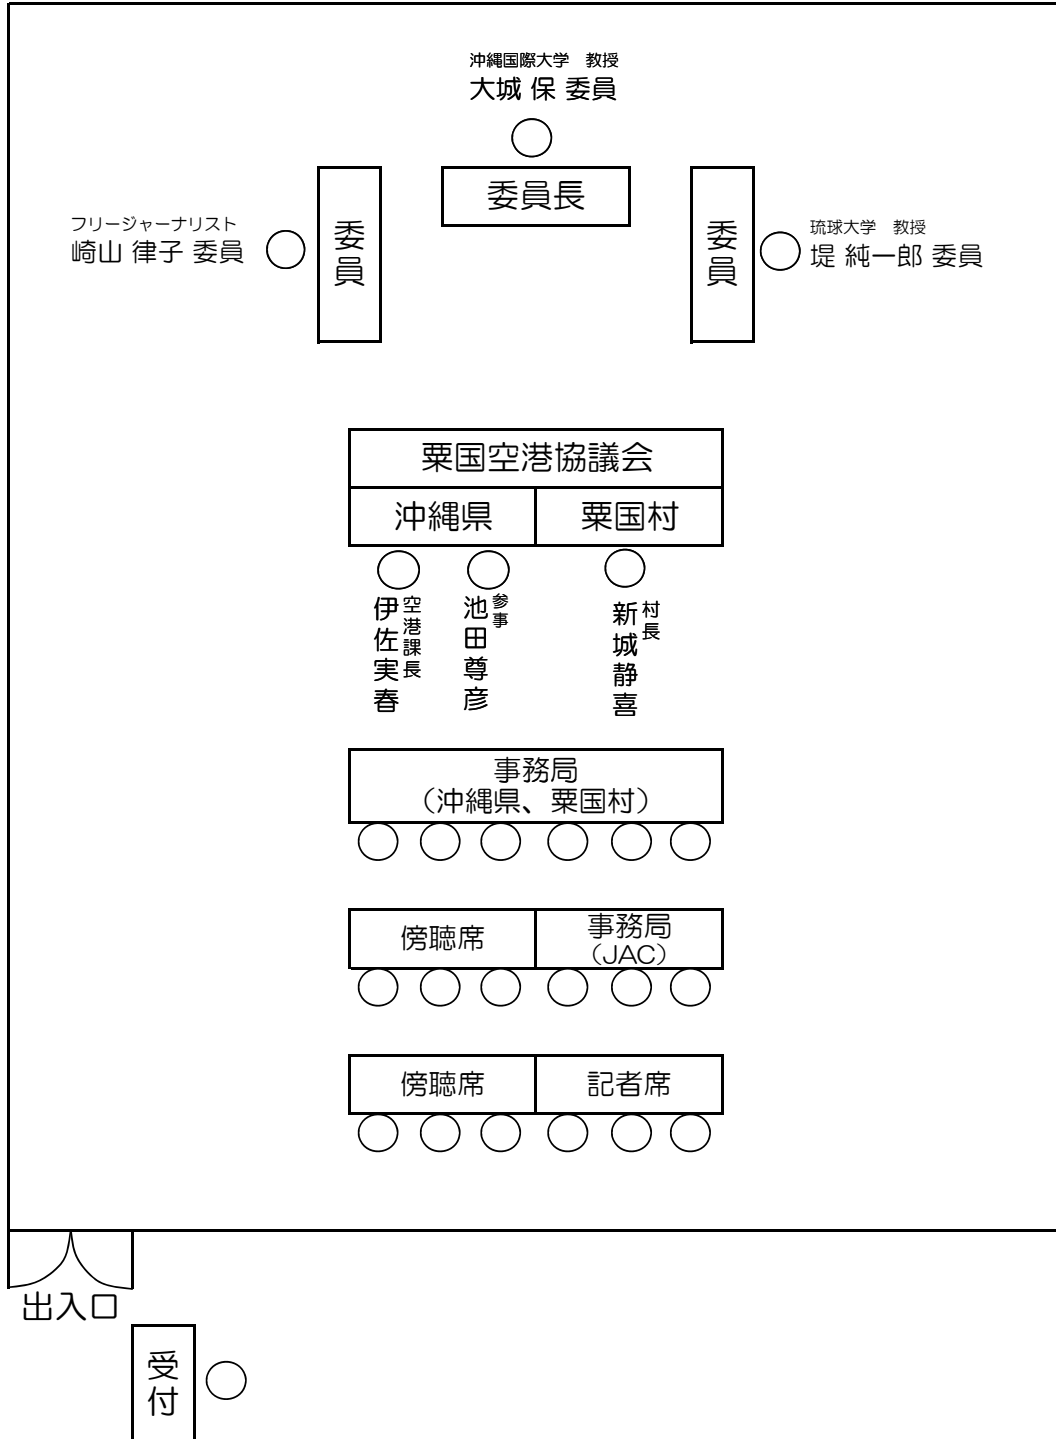 沖縄国際大学　教授
大城 保 委員
委員長
フリージャーナリスト
崎山 律子 委員
委員
委員
琉球大学　教授
堤 純一郎 委員
粟国空港協議会
沖縄県
粟国村
空港課長
伊佐実春
参事
池田尊彦
村長
新城静喜
事務局
（沖縄県、粟国村）
傍聴席
事務局
（JAC）
傍聴席
記者席
出入口
受付